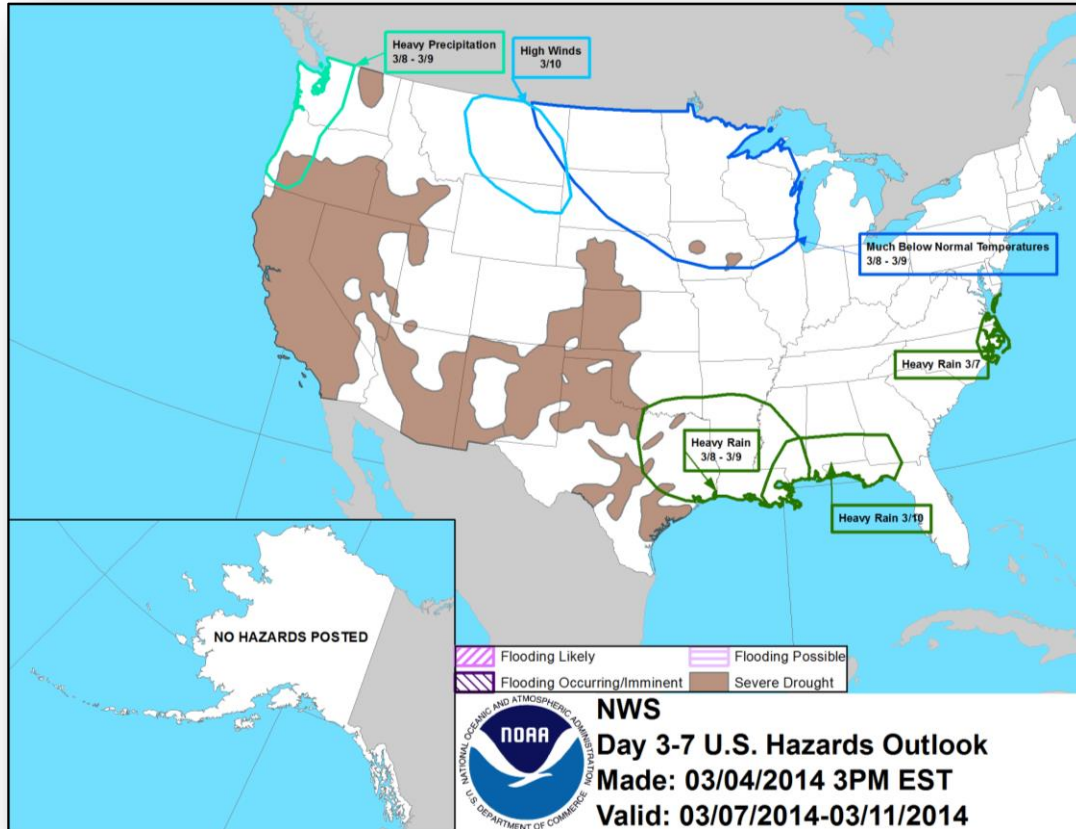 Heavy Precipitation
3/8 - 3/9
High Winds
3/10
Much Below Normal Temperatures
3/8 - 3/9
Heavy Rain 3/7
Heavy Rain
3/8 - 3/9
Heavy Rain 3/10
NO HAZARDS POSTED
Flooding Likely
Flooding Possible
Flooding Occurring/Imminent
Severe Drought
NATIONAL OCEANIC AND ATMOSPHERIC ADMINISTRATION
NOAA
U.S. DEPARTMENT OF COMMERCE
NWS
Day 3-7 U.S. Hazards Outlook
Made: 03/04/2014 3PM EST
Valid: 03/07/2014-03/11/2014